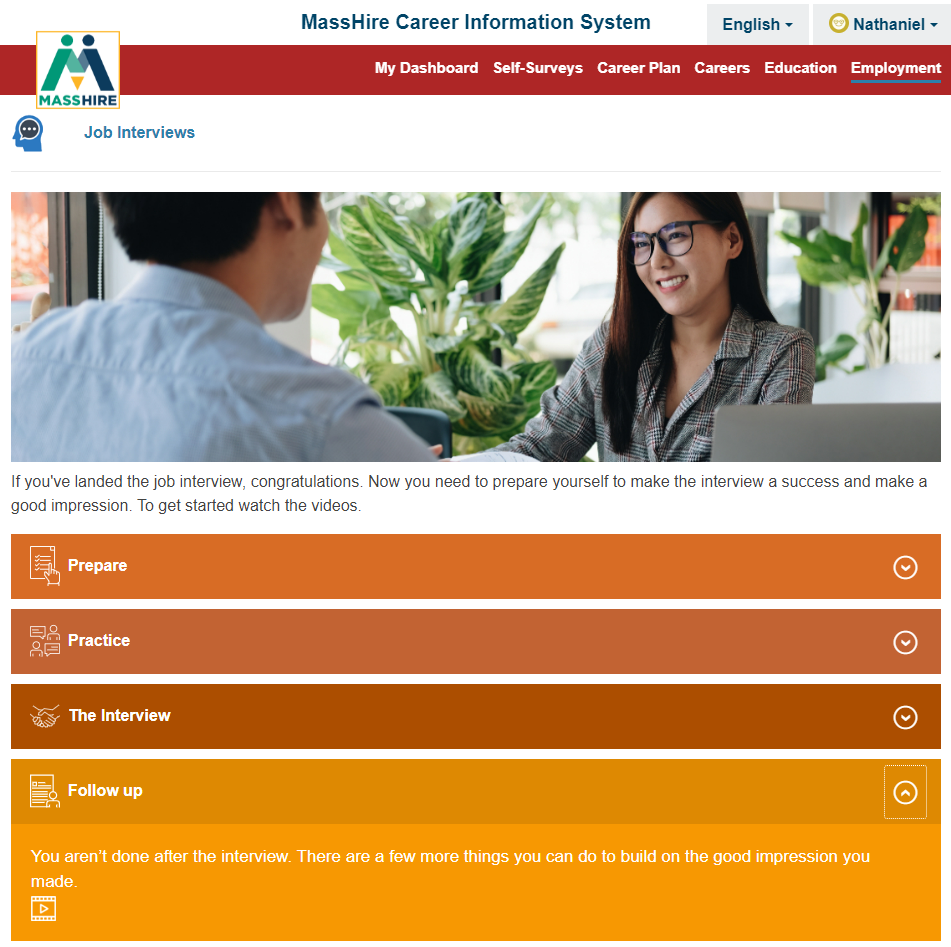 MassHire Career Information System
English
Nathaniel
MASSHIRE
My Dashboard Self-Surveys Career Plan Careers Education Employment
Job Interviews
If you've landed the job interview, congratulations. Now you need to prepare yourself to make the interview a success and make a
good impression. To get started watch the videos.
Prepare
Practice
The Interview
Follow up
You aren’t done after the interview. There are a few more things you can do to build on the good impression you
made.